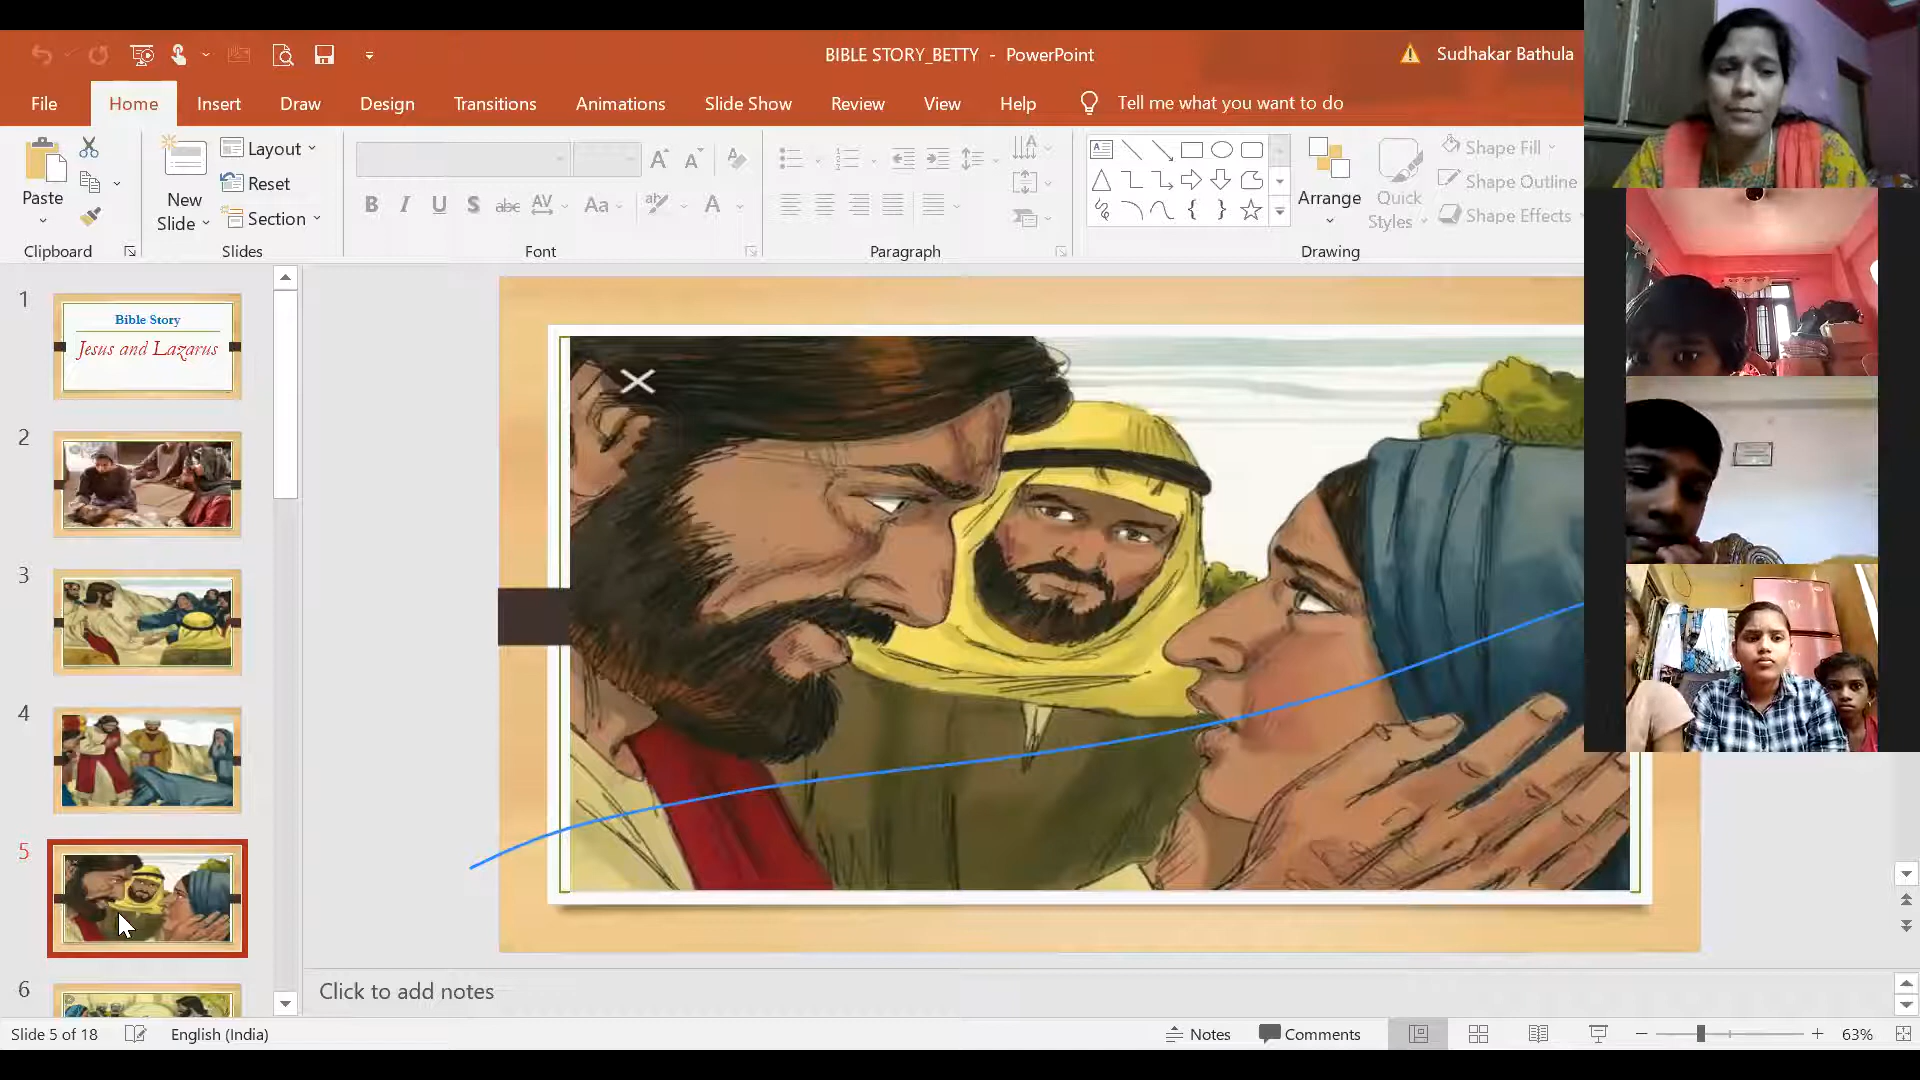 BIBLE STORY_BETTY - PowerPoint
Sudhakar Bathula
File Home Insert Draw Design Transitions Animations Slide Show Review View Help Tell me what you want to do
Paste
New Slide
Layout
Reset
Section
B I U S abc AV Aa A
Arrange
Quick Styles
Shape Fill
Shape Outline
Shape Effects
Clipboard Slides Font Paragraph Drawing
1
Bible Story
Jesus and Lazarus
2
3
4
5
6
Click to add notes
Slide 5 of 18 English (India) Notes Comments 63%